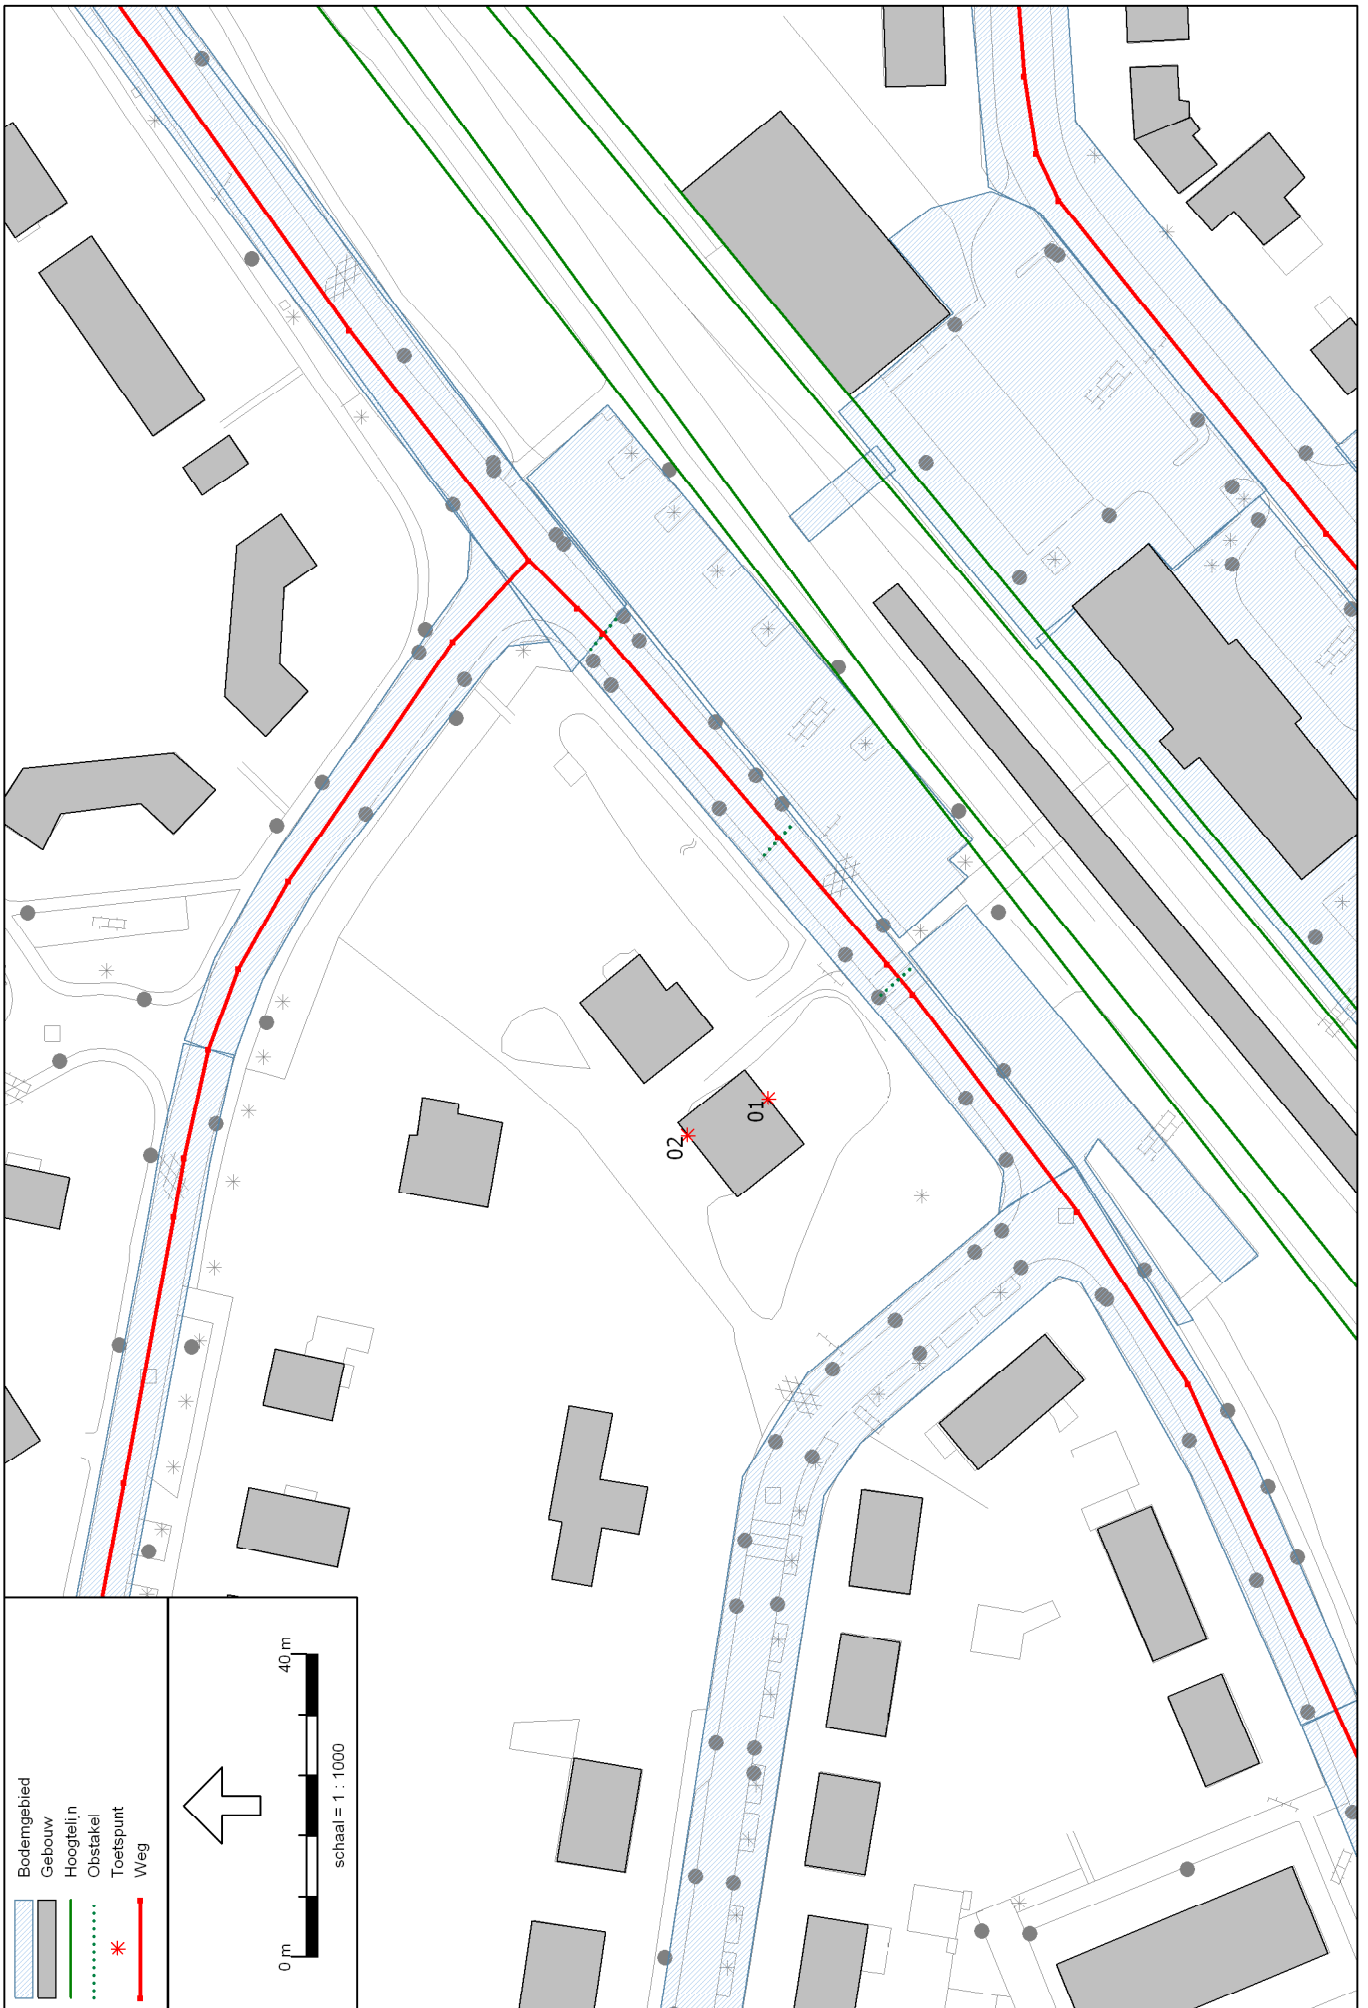 01
02
Bodemgebied
Gebouw
Hoogtelijn
Obstakel
Toetspunt
Weg
0 m
40 m
schaal = 1 : 1000